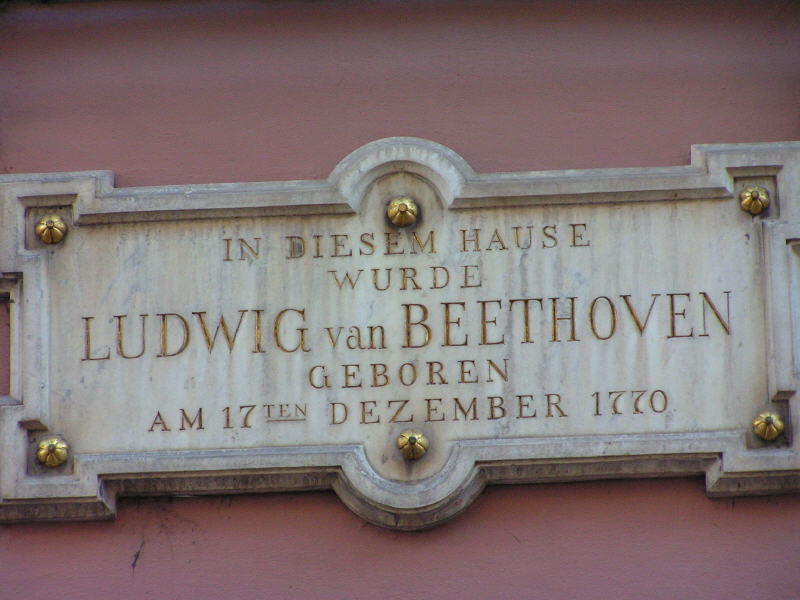 IN DIESEM HAUSE
WURDE
LUDWIG van BEETHOVEN
GEBOREN
AM 17TEN DEZEMBER 1770